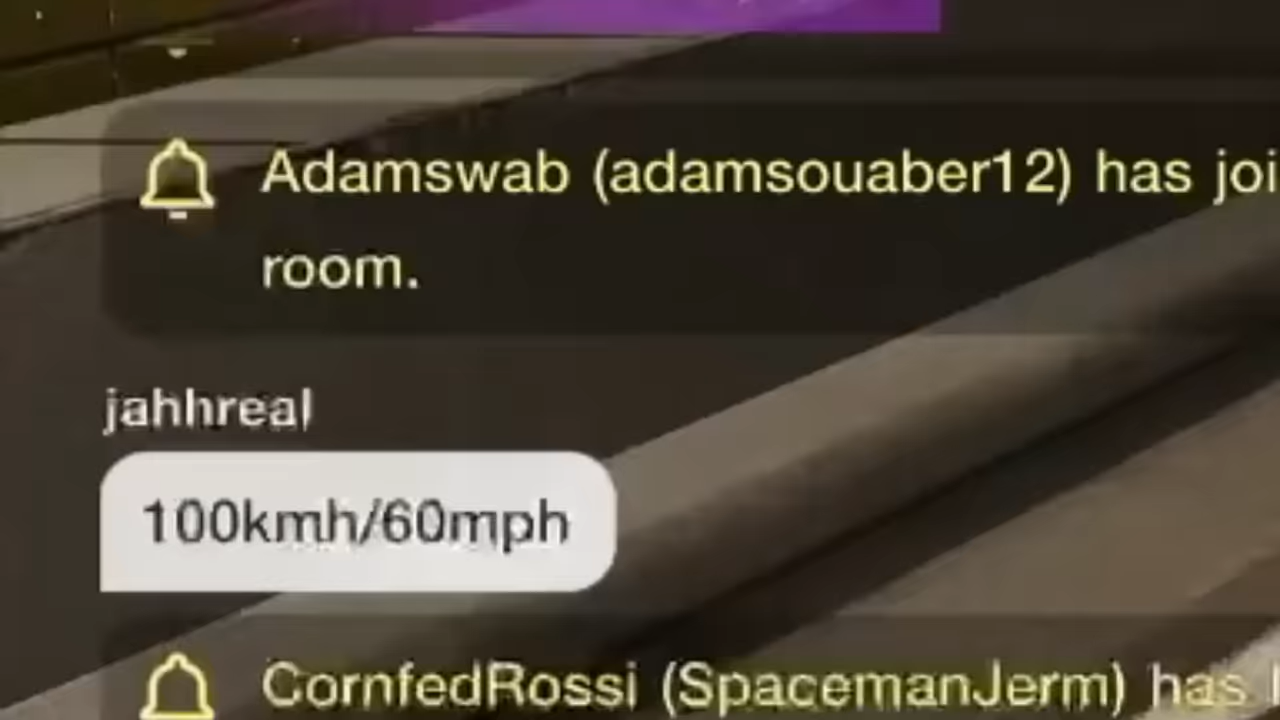 Adamswab (adamsouaber12) has joi
room.
jahhreal
100kmh/60mph
CornfedRossi (SpacemanJerm) has